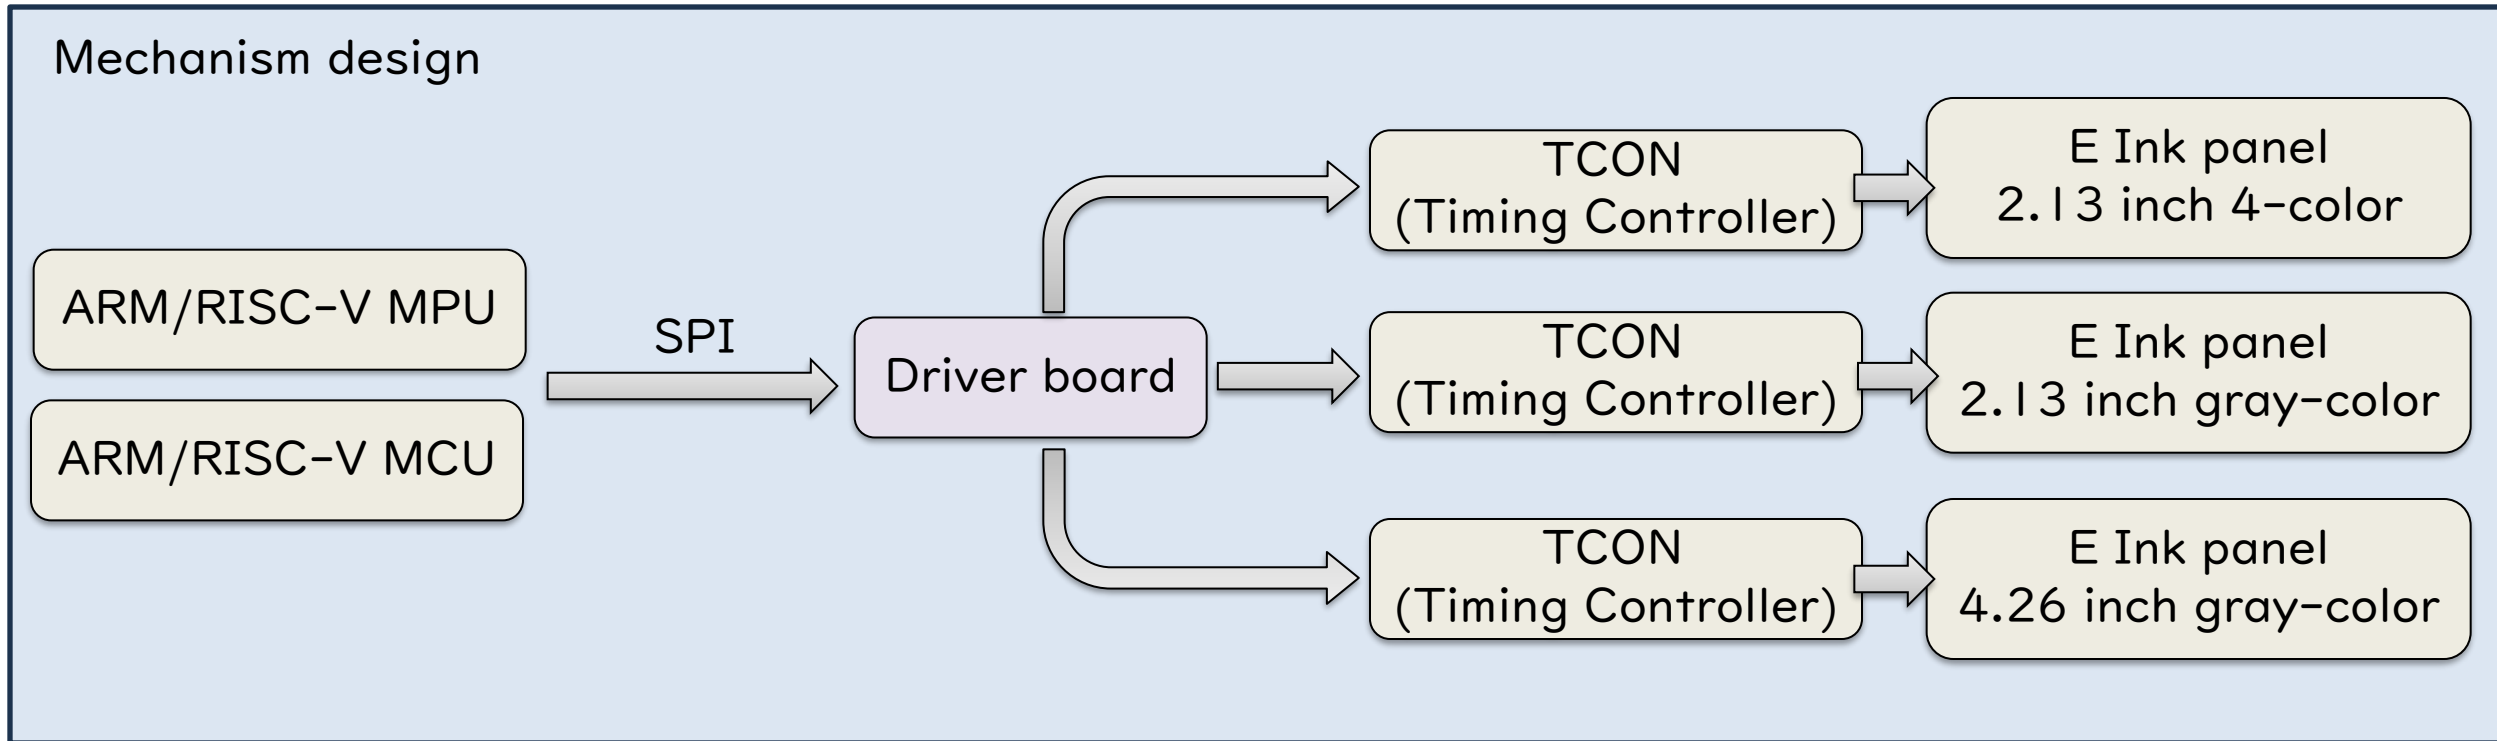 Mechanism design
ARM/RISC-V MPU
ARM/RISC-V MCU
SPI
Driver board
TCON
(Timing Controller)
E Ink panel
2.13 inch 4-color
TCON
(Timing Controller)
E Ink panel
2.13 inch gray-color
TCON
(Timing Controller)
E Ink panel
4.26 inch gray-color